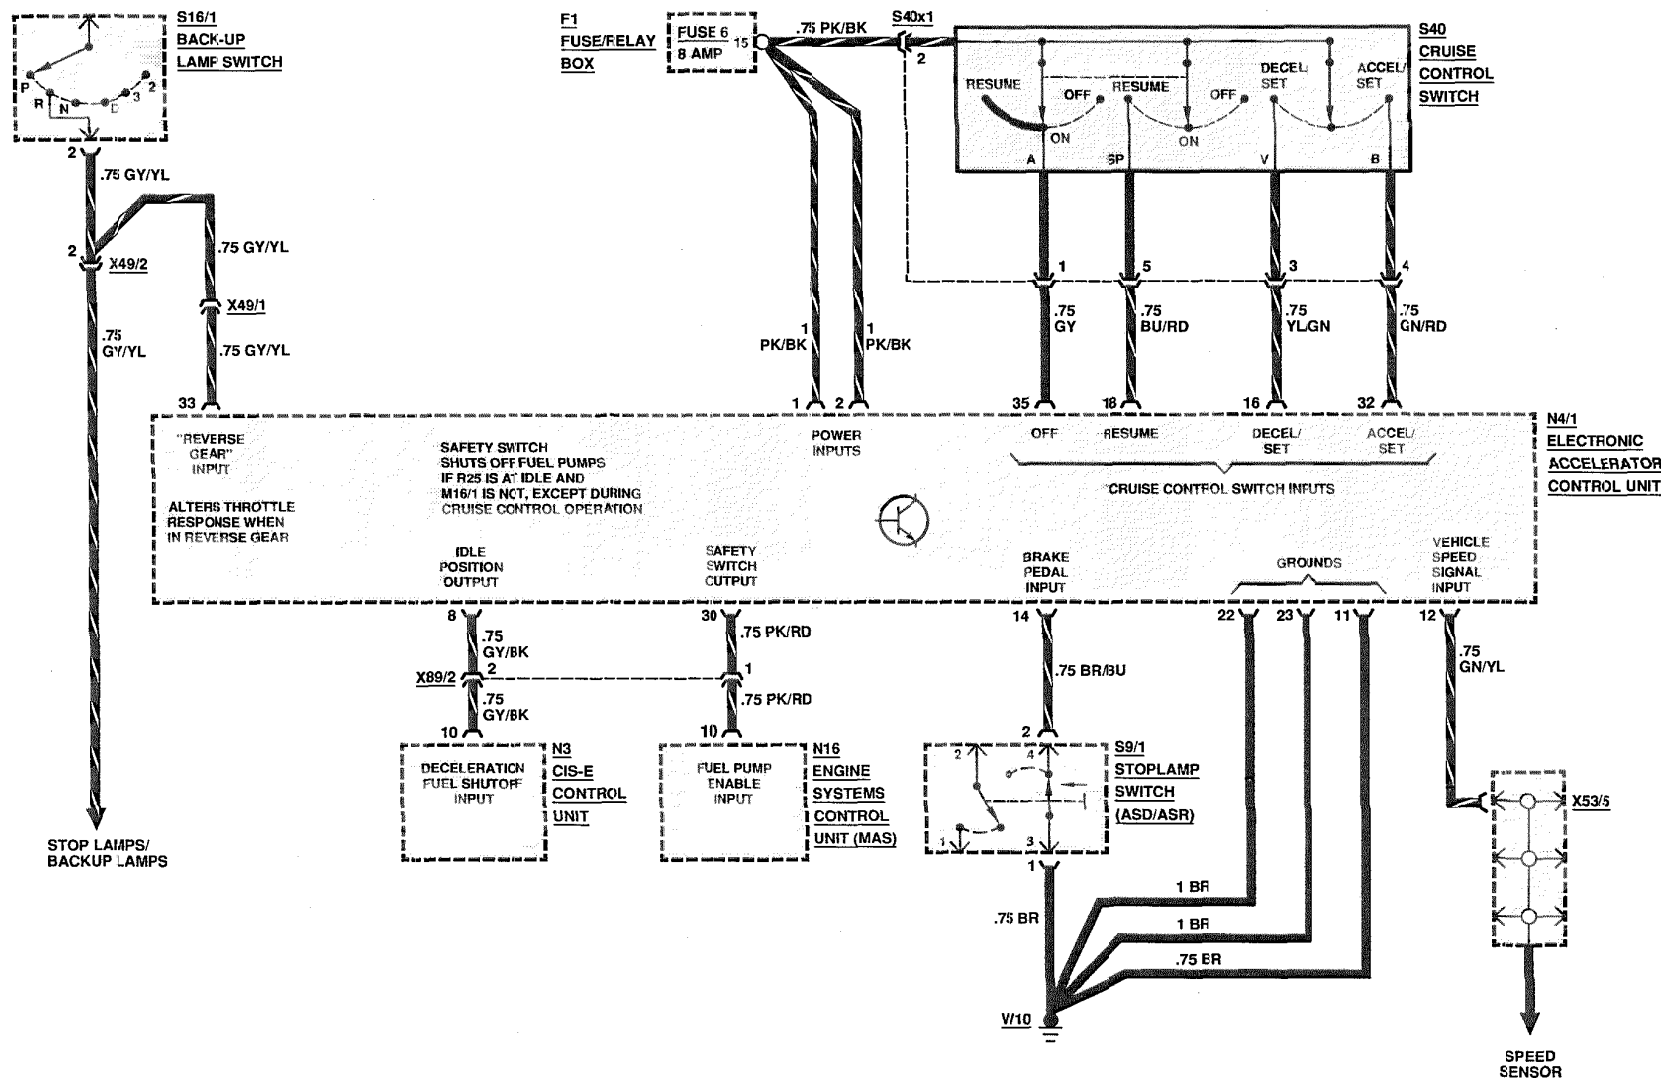 S16/1
BACK-UP
LAMP SWITCH
P
R
N
D
3
2
2
.75 GY/YL
2
X49/2
.75 GY/YL
X49/1
.75
GY/YL
.75 GY/YL
33
STOP LAMPS/
BACKUP LAMPS
F1
FUSE/RELAY
BOX
FUSE 6
8 AMP
15
.75 PK/BK
S40x1
2
1
PK/BK
1
PK/BK
1
2
S40
CRUISE
CONTROL
SWITCH
RESUME
OFF
ON
RESUME
OFF
ON
DECEL/
SET
ACCEL/
SET
A
SP
V
B
1
5
3
4
.75
GY
.75
BU/RD
.75
YL/GN
.75
GN/RD
35
18
16
32
N4/1
ELECTRONIC
ACCELERATOR
CONTROL UNIT
"REVERSE
GEAR"
INPUT
ALTERS THROTTLE
RESPONSE WHEN
IN REVERSE GEAR
SAFETY SWITCH
SHUTS OFF FUEL PUMPS
IF R25 IS AT IDLE AND
M16/1 IS NOT, EXCEPT DURING
CRUISE CONTROL OPERATION
POWER
INPUTS
OFF
RESUME
DECEL/
SET
ACCEL/
SET
CRUISE CONTROL SWITCH INPUTS
IDLE
POSITION
OUTPUT
SAFETY
SWITCH
OUTPUT
BRAKE
PEDAL
INPUT
GROUNDS
VEHICLE
SPEED
SIGNAL
INPUT
8
30
14
22
23
11
12
.75
GY/BK
.75 PK/RD
X89/2
2
1
.75
GY/BK
.75 PK/RD
10
10
DECELERATION
FUEL SHUTOFF
INPUT
N3
CIS-E
CONTROL
UNIT
FUEL PUMP
ENABLE
INPUT
N16
ENGINE
SYSTEMS
CONTROL
UNIT (MAS)
.75 BR/BU
2
2
4
1
3
S9/1
STOPLAMP
SWITCH
(ASD/ASR)
1
.75 BR
1 BR
1 BR
.75 BR
W/10
.75
GN/YL
X53/5
SPEED
SENSOR